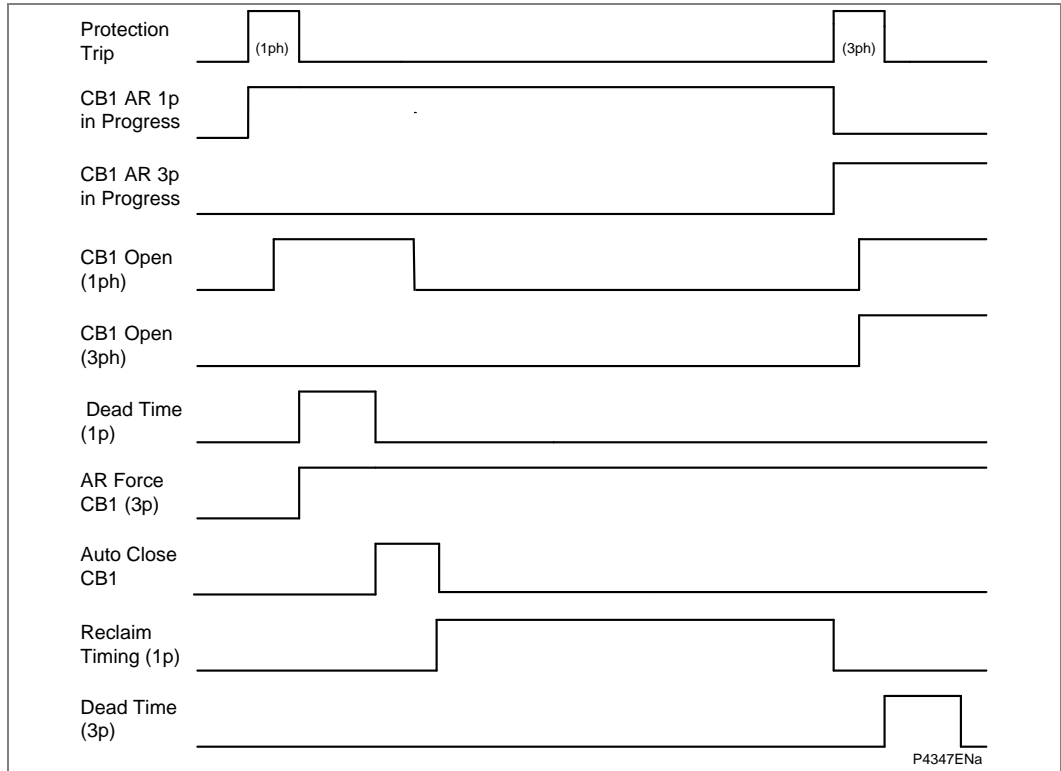 Protection
Trip
(1ph)
(3ph)
CB1 AR 1p
in Progress
CB1 AR 3p
in Progress
CB1 Open
(1ph)
CB1 Open
(3ph)
Dead Time
(1p)
AR Force
CB1 (3p)
Auto Close
CB1
Reclaim
Timing (1p)
Dead Time
(3p)
P4347ENa